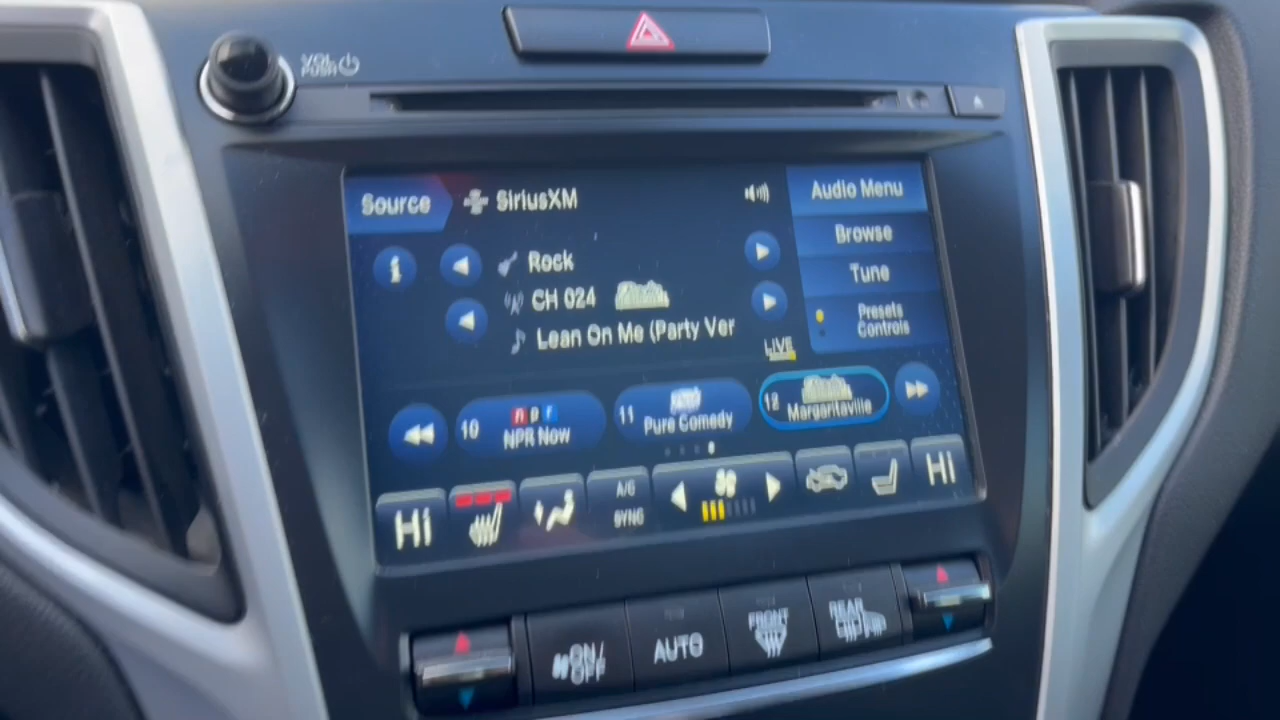 VOL
PUSH
Source
SiriusXM
Audio Menu
Browse
Rock
Tune
CH 024
Presets
Controls
Lean On Me (Party Ver
LIVE
10
npr
NPR Now
11
Pure Comedy
12
Margaritaville
Hi
A/C
SYNC
Hi
ON/
OFF
AUTO
FRONT
REAR